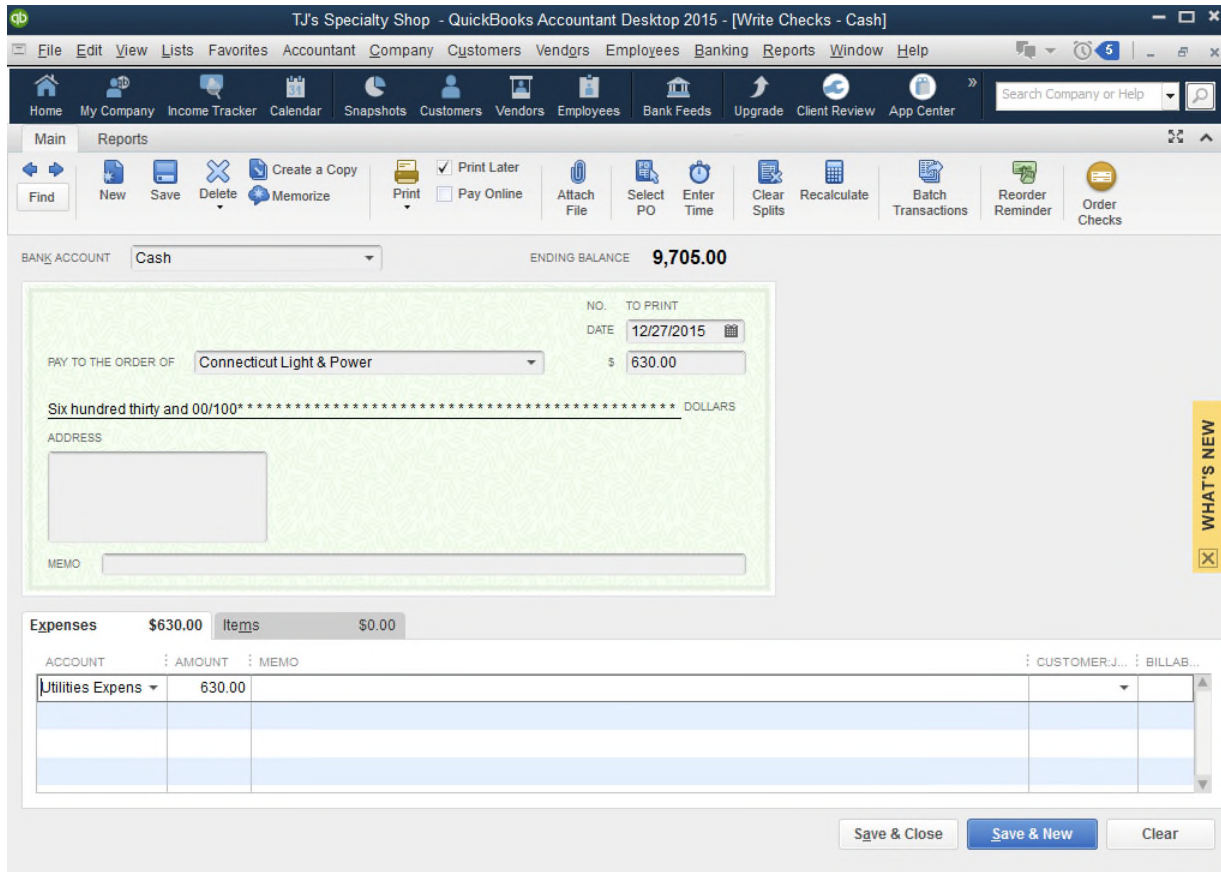 qb TJ's Specialty Shop - QuickBooks Accountant Desktop 2015 - [Write Checks - Cash]
File Edit View Lists Favorites Accountant Company Customers Vendors Employees Banking Reports Window Help 5
Home My Company Income Tracker Calendar Snapshots Customers Vendors Employees Bank Feeds Upgrade Client Review App Center » Search Company or Help
Main Reports
Find New Save Delete Create a Copy Memorize Print Print Later Pay Online Attach File Select PO Enter Time Clear Splits Recalculate Batch Transactions Reorder Reminder Order Checks
BANK ACCOUNT Cash ENDING BALANCE 9,705.00
NO. TO PRINT
DATE 12/27/2015
PAY TO THE ORDER OF Connecticut Light & Power $ 630.00
Six hundred thirty and 00/100* * * * * * * * * * * * * * * * * * * * * * * * * * * * * * * * * * * * * * * * * * * * * * * DOLLARS
ADDRESS
MEMO
WHAT'S NEW
Expenses $630.00 Items $0.00
ACCOUNT AMOUNT MEMO CUSTOMER:J... BILLAB...
Utilities Expens 630.00
Save & Close Save & New Clear